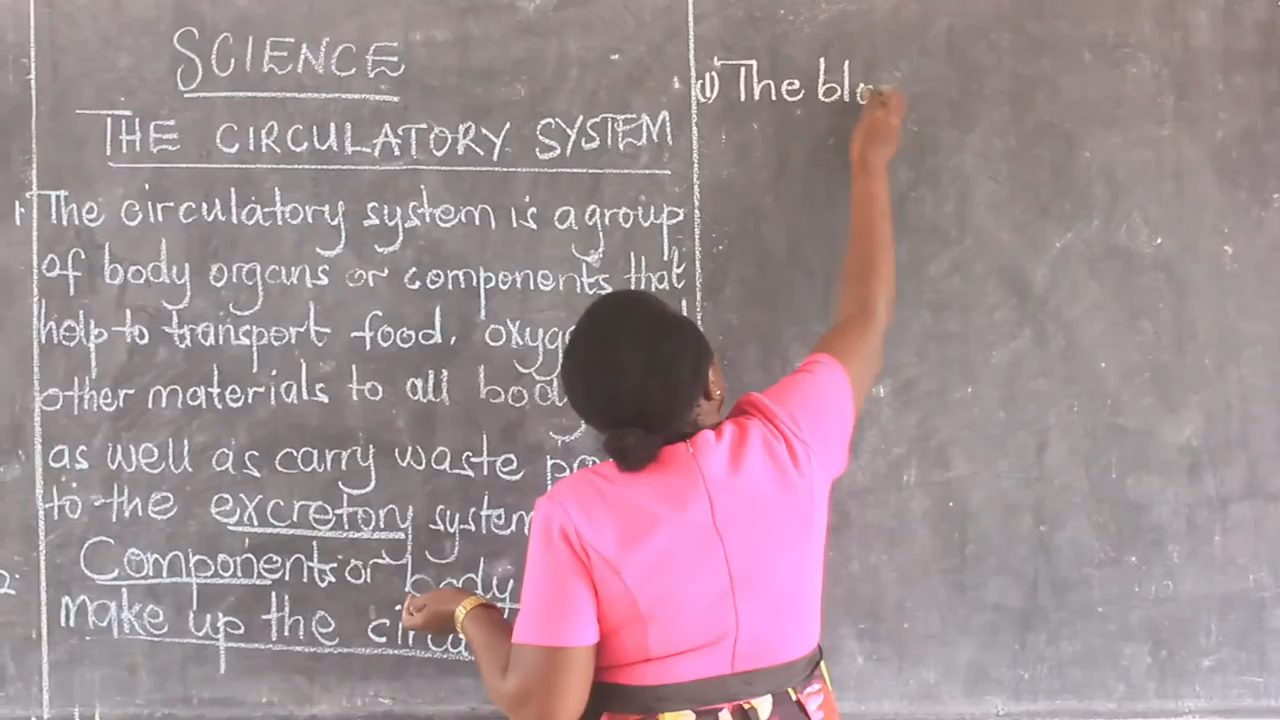 SCIENCE
THE CIRCULATORY SYSTEM
1. The circulatory system is a group
of body organs or components that
help to transport food, oxyg
other materials to all bod
as well as carry waste
to the excretory system
2. Components or body
make up the circu
(1) The blo